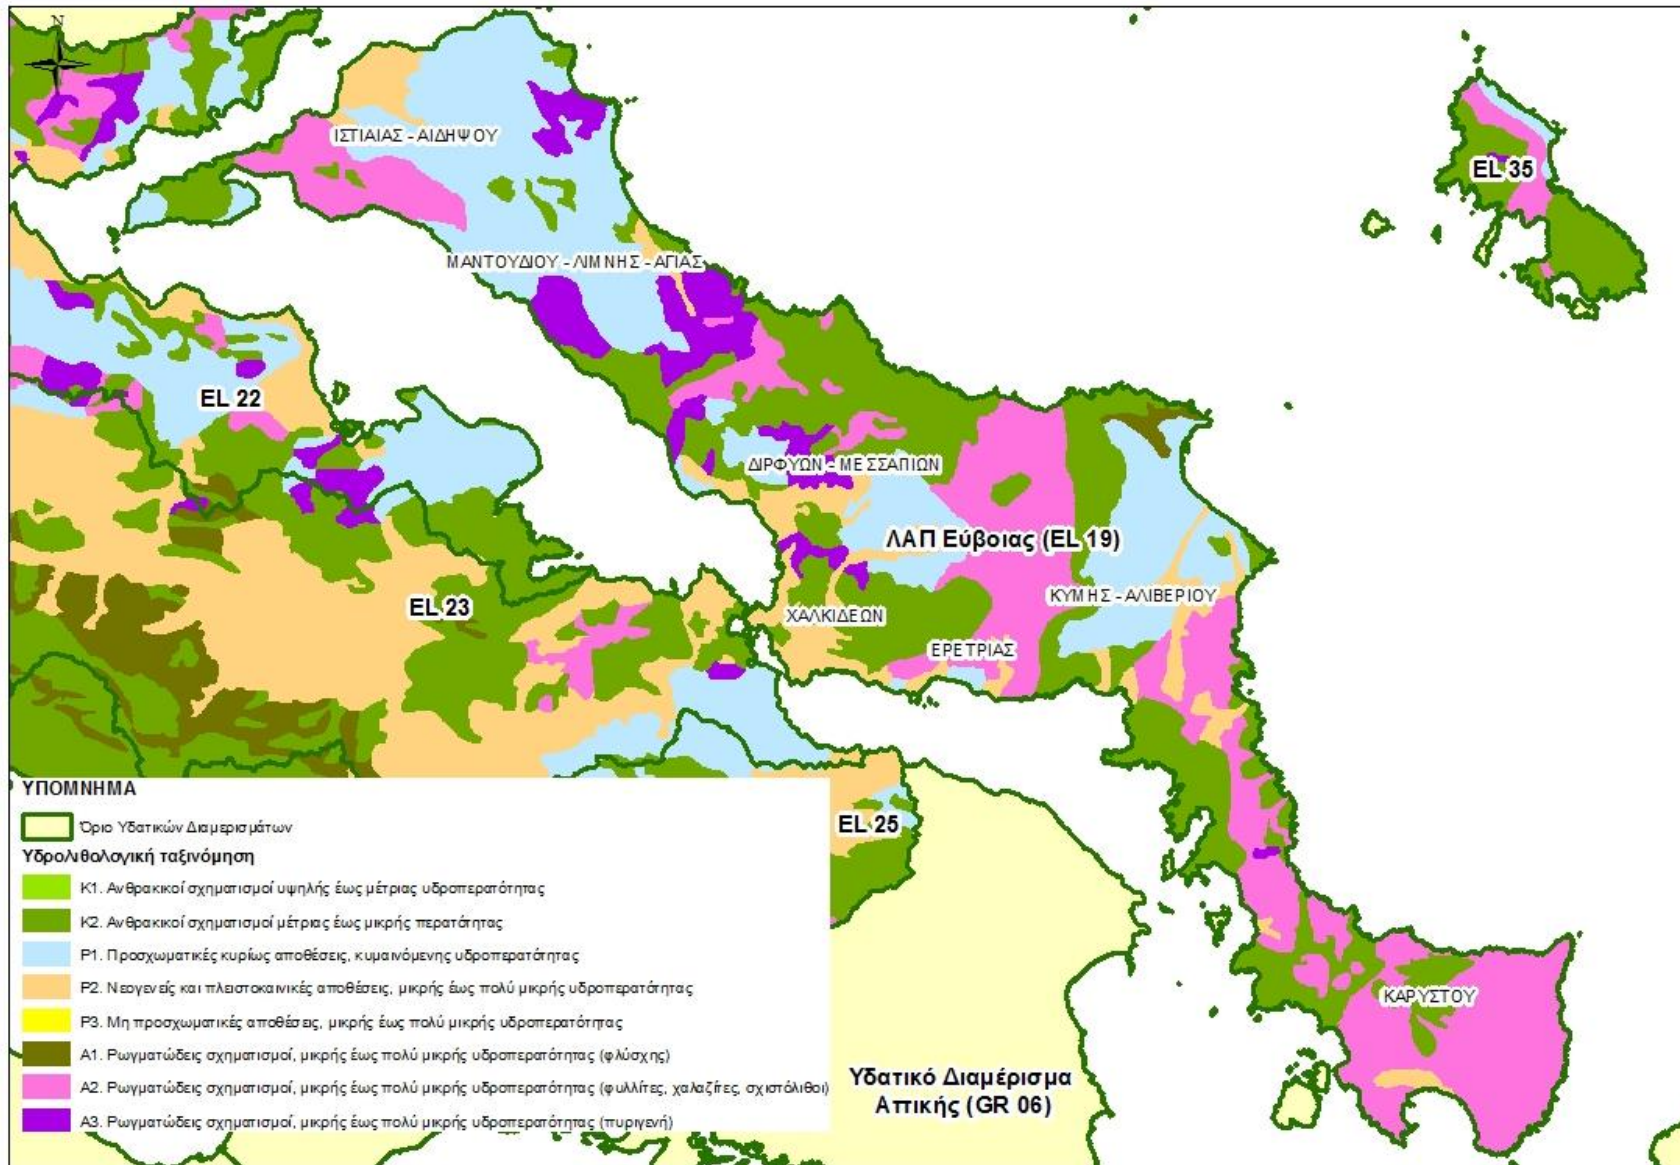 N
ΙΣΤΙΑΙΑΣ - ΑΙΔΗΨΟΥ
EL 35
ΜΑΝΤΟΥΔΙΟΥ - ΛΙΜΝΗΣ - ΑΓΙΑΣ
EL 22
ΔΙΡΦΥΩΝ - ΜΕΣΣΑΠΙΩΝ
ΛΑΠ Εύβοιας (EL 19)
EL 23
ΚΥΜΗΣ - ΑΛΙΒΕΡΙΟΥ
ΧΑΛΚΙΔΕΩΝ
ΕΡΕΤΡΙΑΣ
EL 25
ΚΑΡΥΣΤΟΥ
Υδατικό Διαμέρισμα
Αττικής (GR 06)
ΥΠΟΜΝΗΜΑ
Όριο Υδατικών Διαμερισμάτων
Υδρολιθολογική ταξινόμηση
Κ1. Ανθρακικοί σχηματισμοί υψηλής έως μέτριας υδροπερατότητας
Κ2. Ανθρακικοί σχηματισμοί μέτριας έως μικρής περατότητας
Ρ1. Προσχωματικές κυρίως αποθέσεις, κυμαινόμενης υδροπερατότητας
Ρ2. Νεογενείς και πλειστοκαινικές αποθέσεις, μικρής έως πολύ μικρής υδροπερατότητας
Ρ3. Μη προσχωματικές αποθέσεις, μικρής έως πολύ μικρής υδροπερατότητας
Α1. Ρωγματώδεις σχηματισμοί, μικρής έως πολύ μικρής υδροπερατότητας (φλύσχης)
Α2. Ρωγματώδεις σχηματισμοί, μικρής έως πολύ μικρής υδροπερατότητας (φυλλίτες, χαλαζίτες, σχιστόλιθοι)
Α3. Ρωγματώδεις σχηματισμοί, μικρής έως πολύ μικρής υδροπερατότητας (πυριγενή)